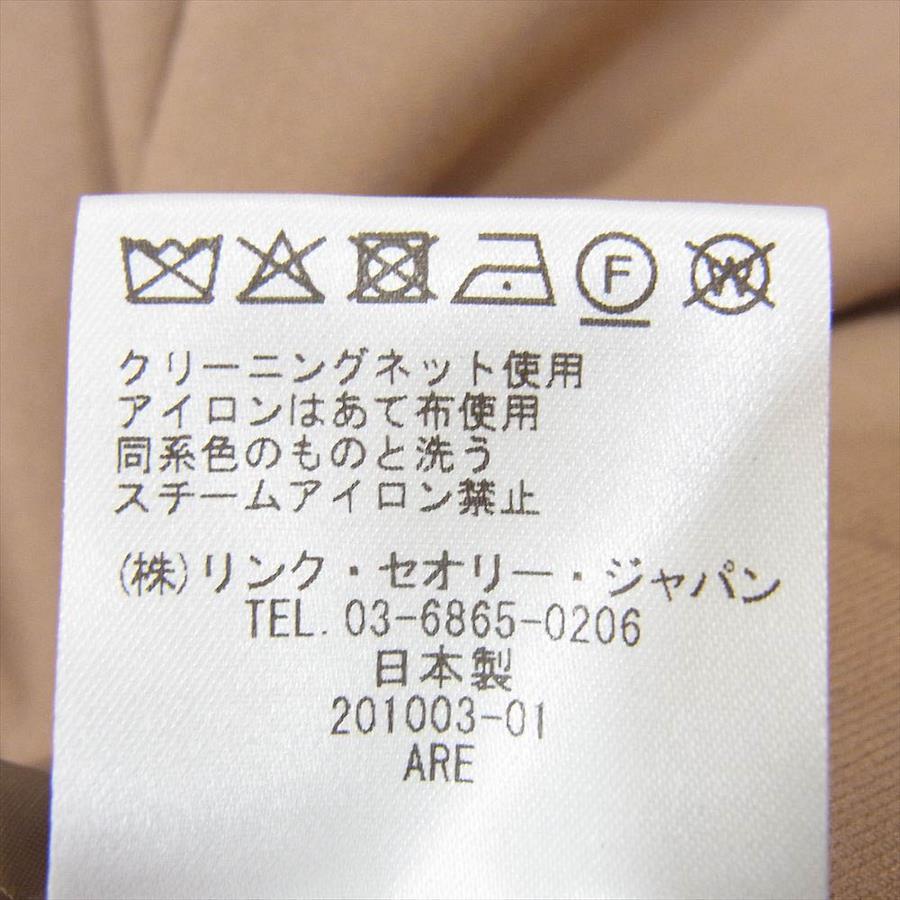 F W
クリーニングネット使用
アイロンはあて布使用
同系色のものと洗う
スチームアイロン禁止
(株)リンク・セオリー・ジャパン
TEL. 03-6865-0206
日本製
201003-01
ARE